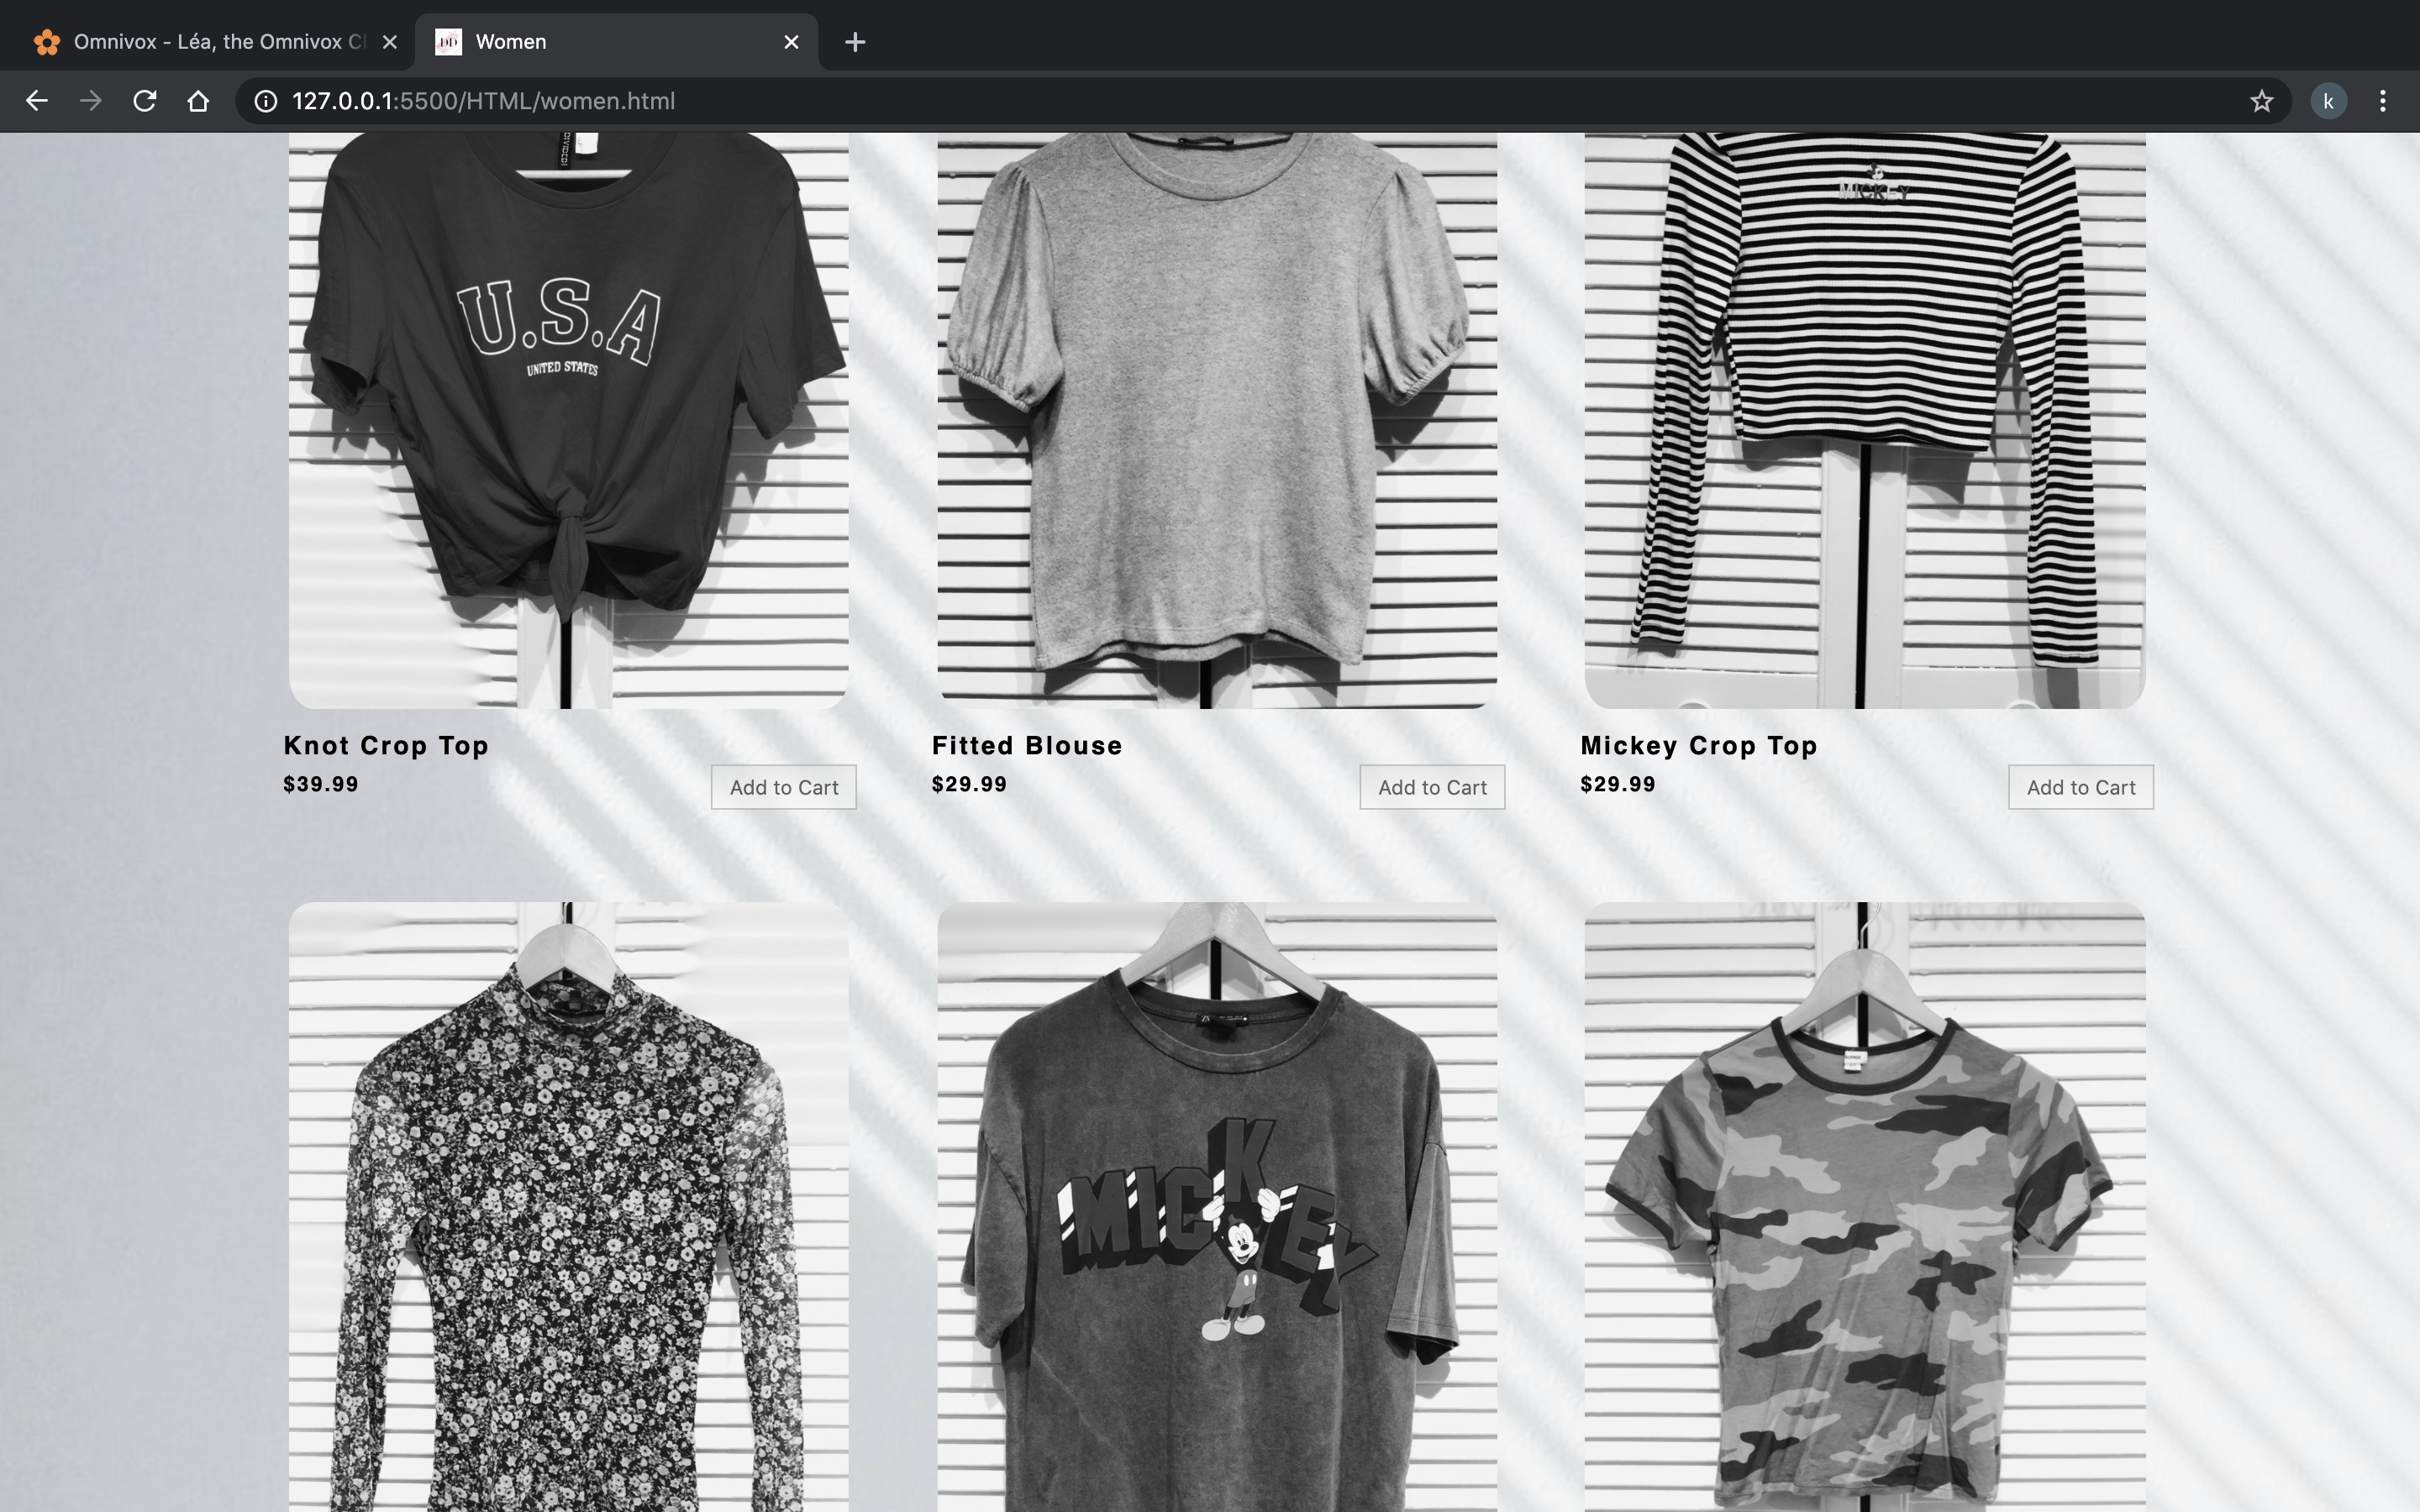 Omnivox - Léa, the Omnivox Cl
DD
Women
127.0.0.1:5500/HTML/women.html
k
MICKEY
U.S.A
UNITED STATES
Knot Crop Top
Fitted Blouse
Mickey Crop Top
$39.99
Add to Cart
$29.99
Add to Cart
$29.99
Add to Cart
MICKEY